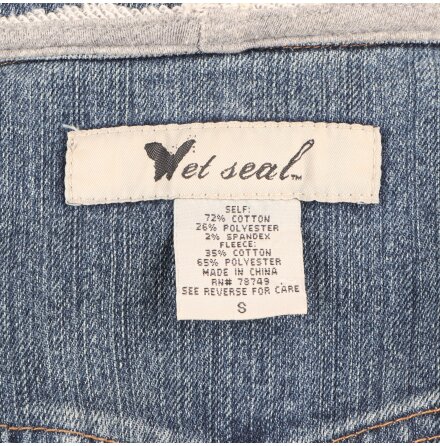 Wet seal™
SELF:
72% COTTON
26% POLYESTER
2% SPANDEX
FLEECE:
35% COTTON
65% POLYESTER
MADE IN CHINA
RN# 78749
SEE REVERSE FOR CARE
S